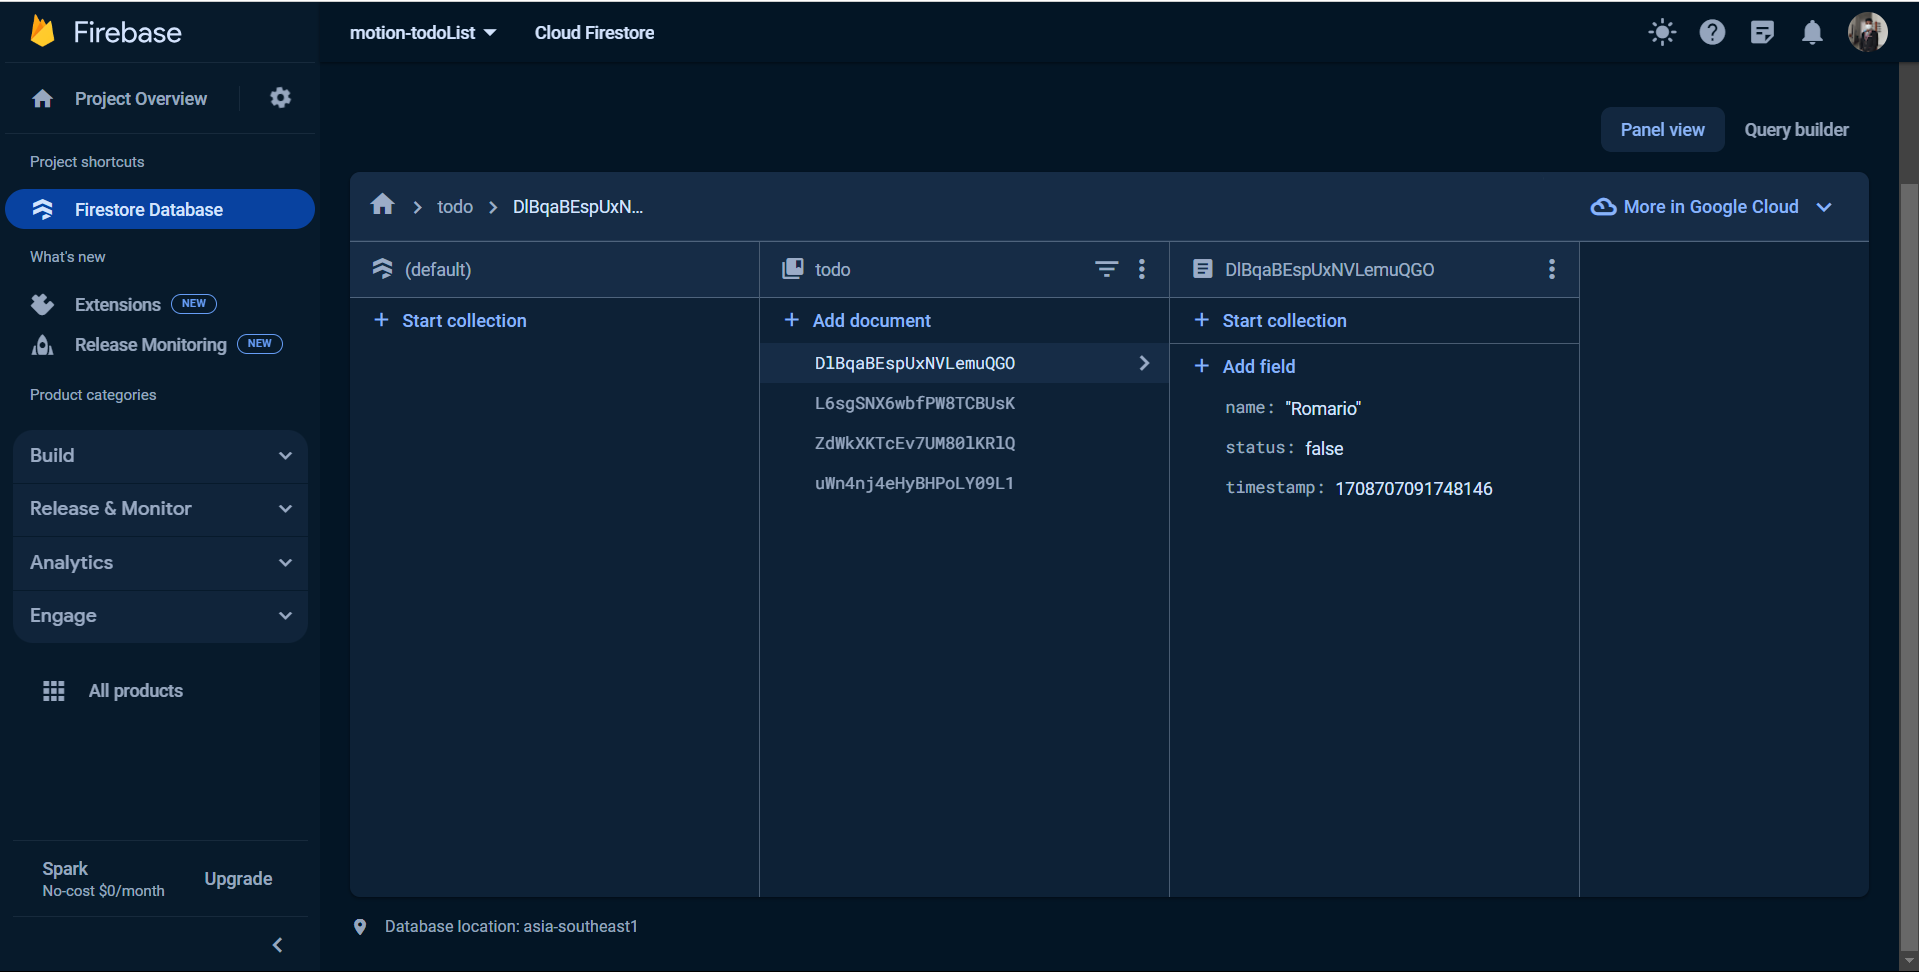 Firebase
motion-todoList
Cloud Firestore
Project Overview
Project shortcuts
Firestore Database
What's new
Extensions NEW
Release Monitoring NEW
Product categories
Build
Release & Monitor
Analytics
Engage
All products
Spark
No-cost $0/month
Upgrade
Panel view
Query builder
todo
DlBqaBEspUxN...
More in Google Cloud
(default)
Start collection
todo
Add document
DlBqaBEspUxNVLemuQGO
L6sgSNX6wbfPW8TCBUsK
ZdWkXKTcEv7UM80lKRlQ
uWn4nj4eHyBHPoLY09L1
DlBqaBEspUxNVLemuQGO
Start collection
Add field
name: "Romario"
status: false
timestamp: 1708707091748146
Database location: asia-southeast1